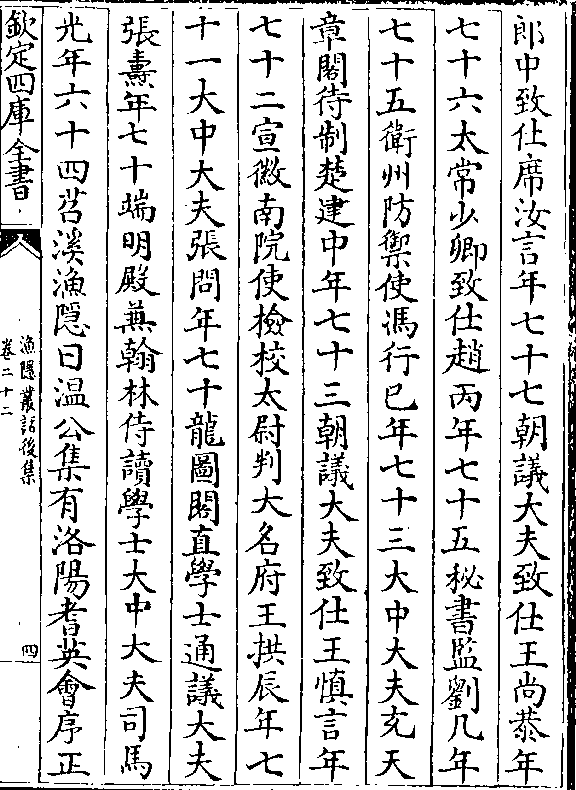 郎中致仕席汝言年七十七朝議大夫致仕王尚恭年
七十六太常少卿致仕趙丙年七十五秘書監劉几年
七十五衛州防禦使馮行已年七十三大中大夫充天
章閣待制楚建中年七十三朝議大夫致仕王慎言年
七十二宣徽南院使檢校太尉判大名府王拱辰年七
十一大中大夫張問年七十龍圖閣直學士通議大夫
張燾年七十端明殿兼翰林侍讀學士大中大夫司馬
光年六十四苕溪漁隱曰温公集有洛陽耆英會序正
欽定四庫全書
漁隱叢話後集
卷二十二
四